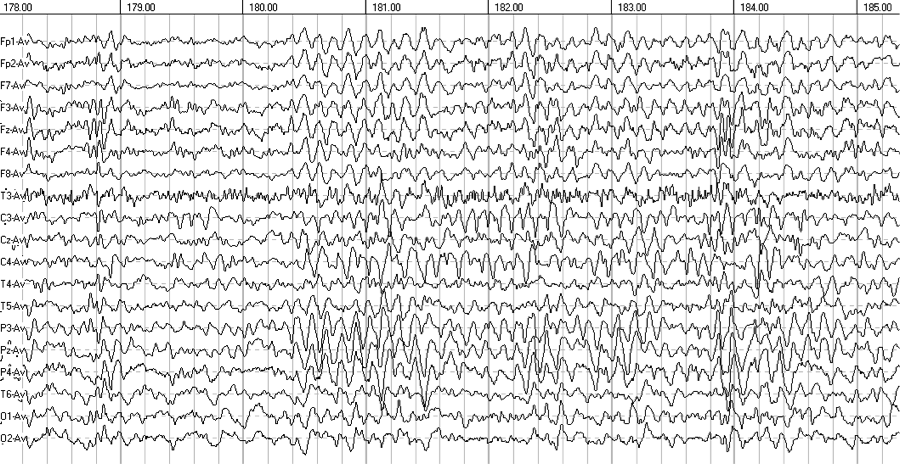 178.00 179.00 180.00 181.00 182.00 183.00 184.00 185.00
Fp1-Av
Fp2-Av
F7-Av
F3-Av
Fz-Av
F4-Av
F8-Av
T3-Av
C3-Av
Cz-Av
C4-Av
T4-Av
T5-Av
P3-Av
Pz-Av
P4-Av
T6-Av
O1-Av
O2-Av